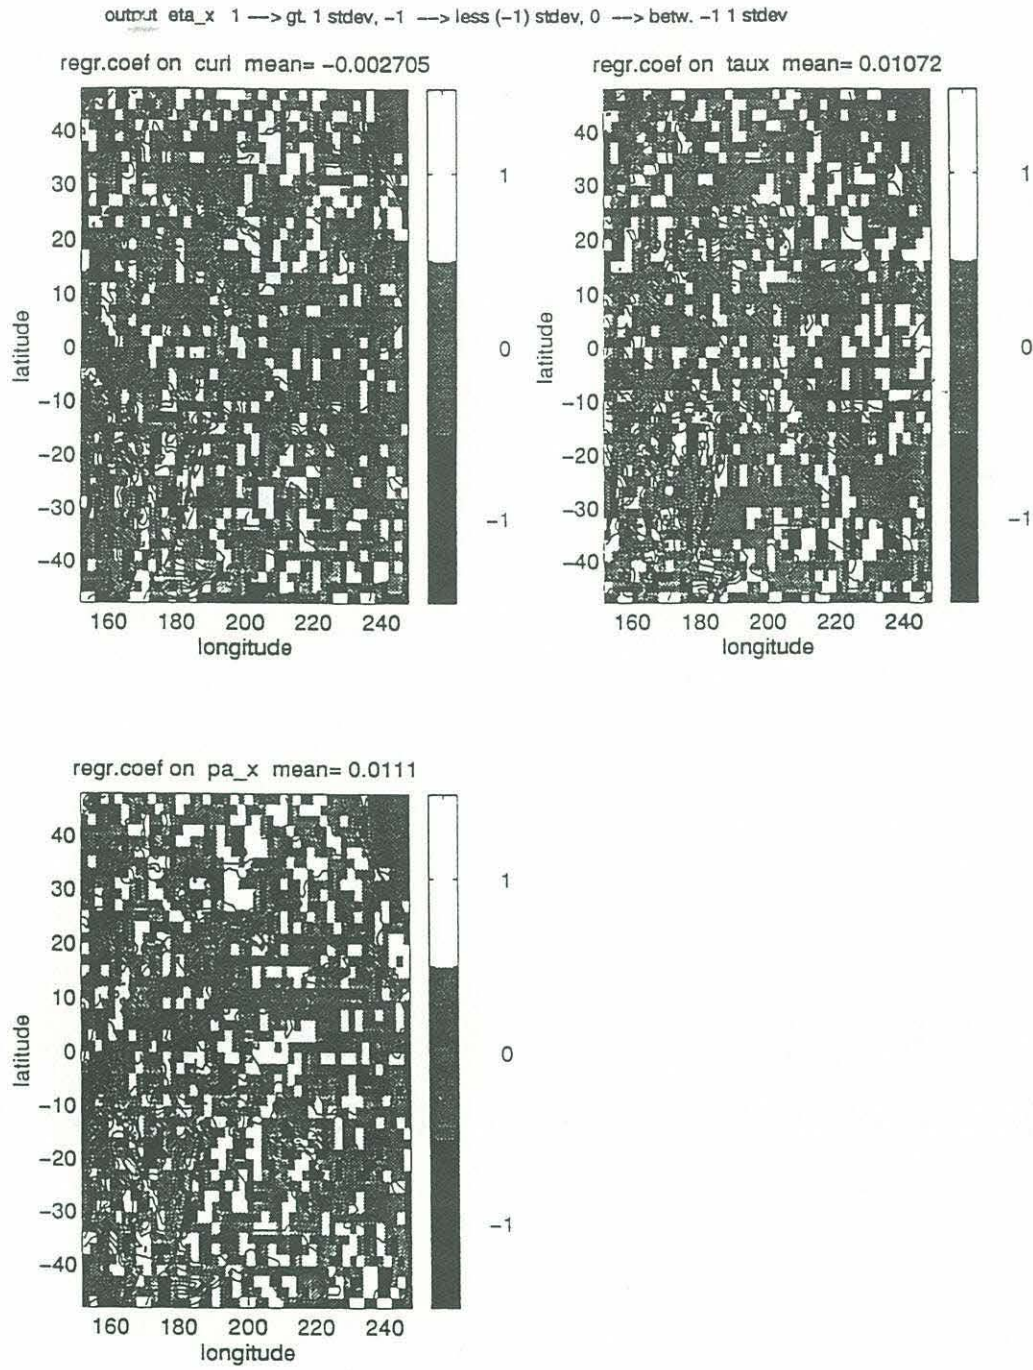 output eta_x 1 ---> gt. 1 stdev, -1 ---> less (-1) stdev, 0 ---> betw. -1 1 stdev
regr.coef on curl mean= -0.002705
40
30
20
10
0
-10
-20
-30
-40
latitude
160 180 200 220 240
longitude
1
0
-1
regr.coef on taux mean= 0.01072
40
30
20
10
0
-10
-20
-30
-40
latitude
160 180 200 220 240
longitude
1
0
-1
regr.coef on pa_x mean= 0.0111
40
30
20
10
0
-10
-20
-30
-40
latitude
160 180 200 220 240
longitude
1
0
-1